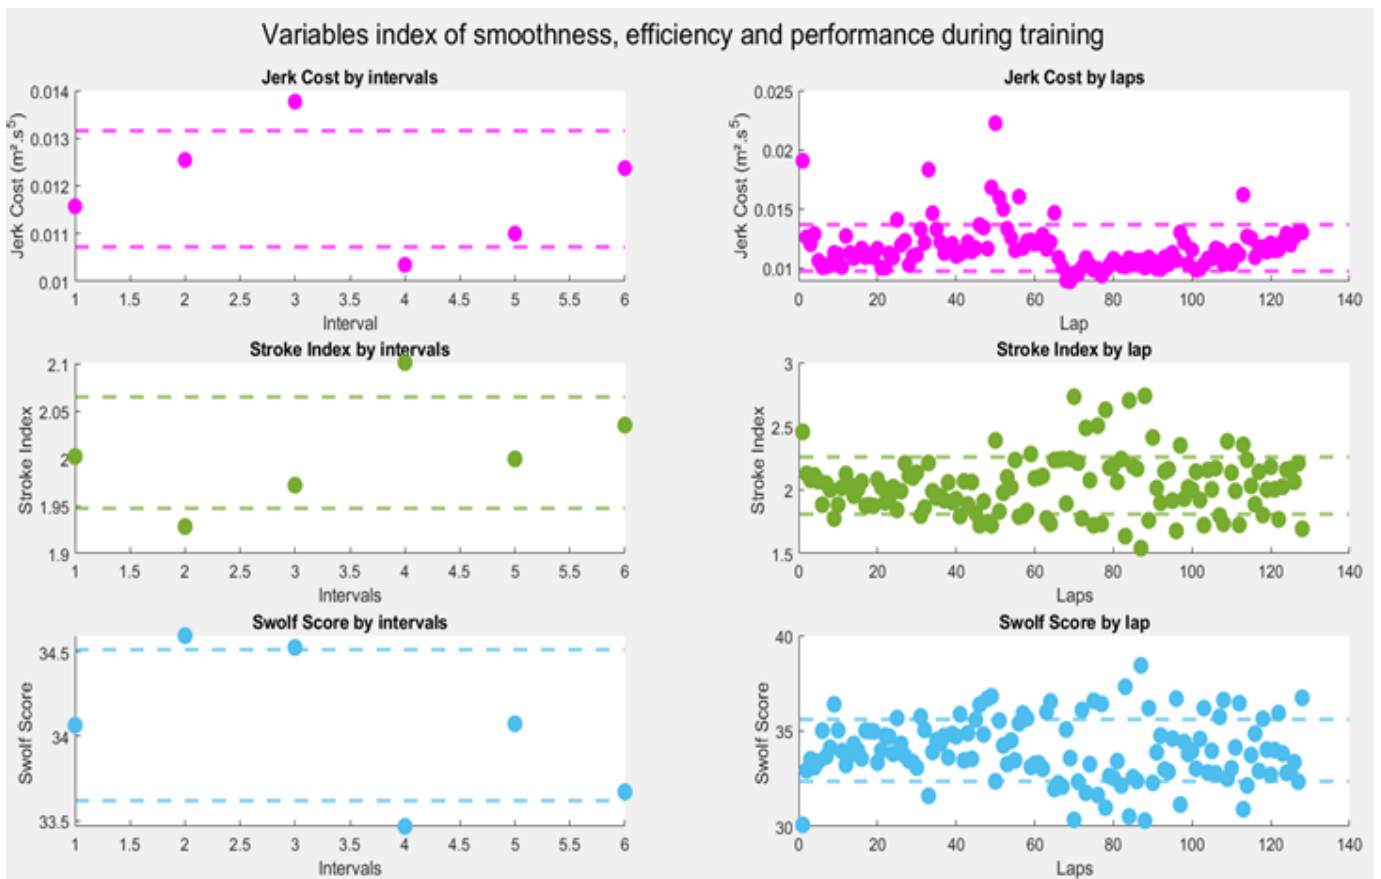 Variables index of smoothness, efficiency and performance during training
Jerk Cost by intervals
Jerk Cost (m².s⁵)
0.014
0.013
0.012
0.011
0.01
1 1.5 2 2.5 3 3.5 4 4.5 5 5.5 6
Interval
Jerk Cost by laps
Jerk Cost (m².s⁵)
0.025
0.02
0.015
0.01
0 20 40 60 80 100 120 140
Lap
Stroke Index by intervals
Stroke Index
2.1
2.05
2
1.95
1.9
1 1.5 2 2.5 3 3.5 4 4.5 5 5.5 6
Intervals
Stroke Index by lap
Stroke Index
3
2.5
2
1.5
0 20 40 60 80 100 120 140
Laps
Swolf Score by intervals
Swolf Score
34.5
34
33.5
1 1.5 2 2.5 3 3.5 4 4.5 5 5.5 6
Intervals
Swolf Score by lap
Swolf Score
40
35
30
0 20 40 60 80 100 120 140
Laps